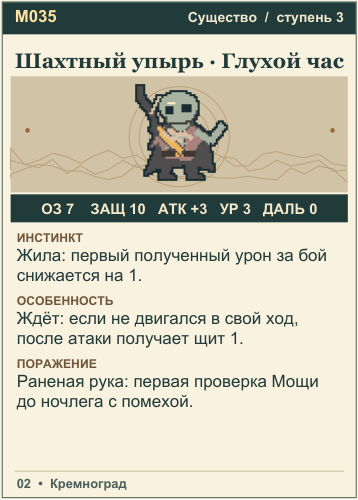 М035
Существо / ступень 3
Шахтный упырь · Глухой час
ОЗ 7 ЗАЩ 10 АТК +3 УР 3 ДАЛЬ 0
ИНСТИНКТ
Жила: первый полученный урон за бой
снижается на 1.
ОСОБЕННОСТЬ
Ждёт: если не двигался в свой ход,
после атаки получает щит 1.
ПОРАЖЕНИЕ
Раненая рука: первая проверка Мощи
до ночлега с помехой.
02 • Кремноград